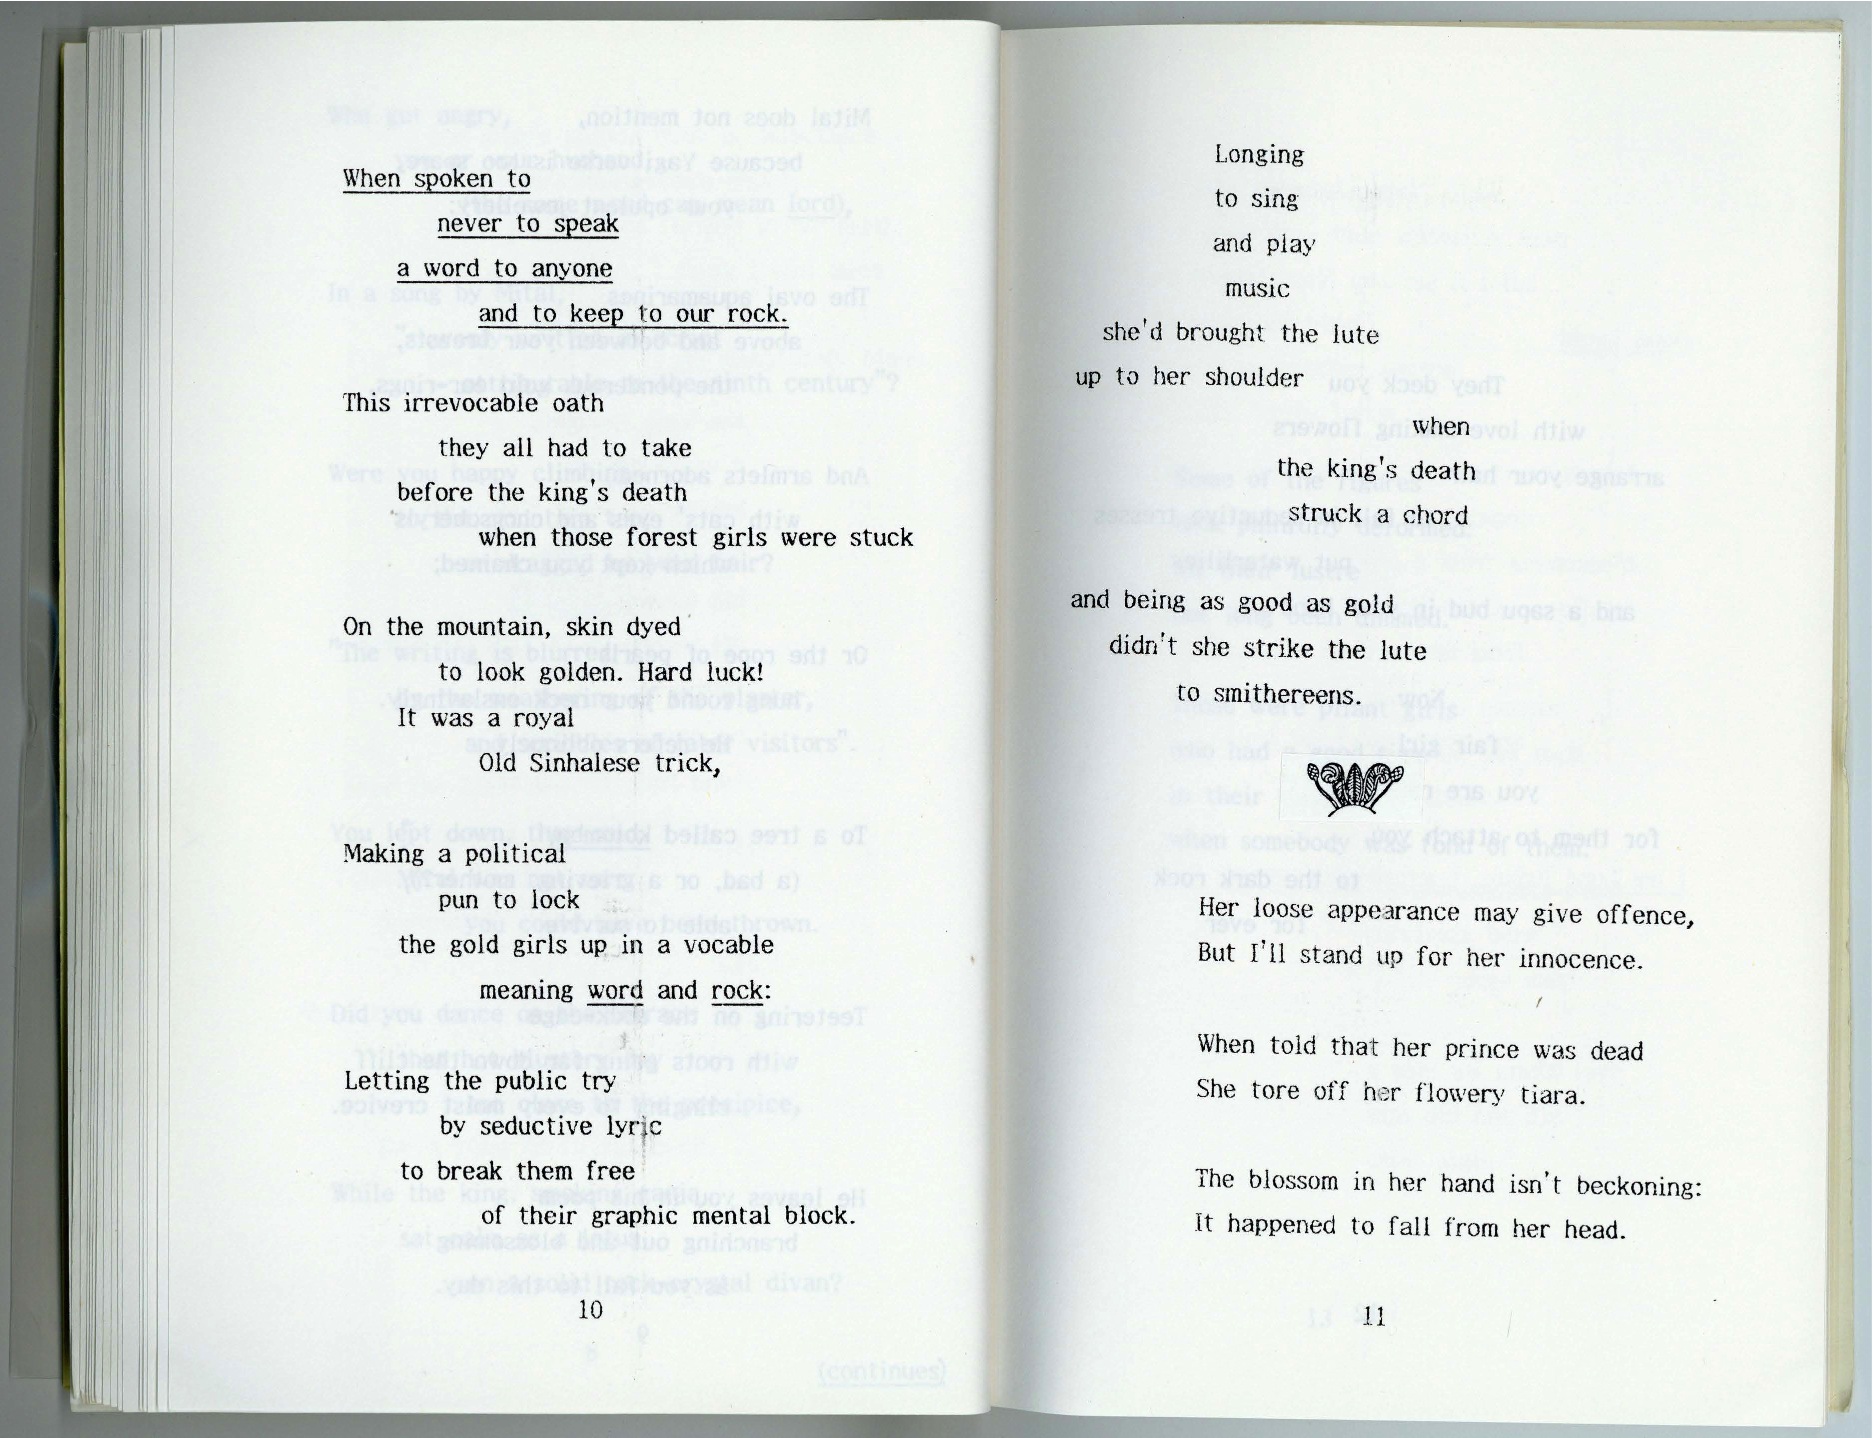 When spoken to
never to speak
a word to anyone
and to keep to our rock.
This irrevocable oath
they all had to take
before the king's death
when those forest girls were stuck
On the mountain, skin dyed
to look golden. Hard luck!
It was a royal
Old Sinhalese trick,
Making a political
pun to lock
the gold girls up in a vocable
meaning word and rock:
Letting the public try
by seductive lyric
to break them free
of their graphic mental block.
10
Longing
to sing
and play
music
she'd brought the lute
up to her shoulder
when
the king's death
struck a chord
and being as good as gold
didn't she strike the lute
to smithereens.
Her loose appearance may give offence,
But I'll stand up for her innocence.
When told that her prince was dead
She tore off her flowery tiara.
The blossom in her hand isn't beckoning:
It happened to fall from her head.
11